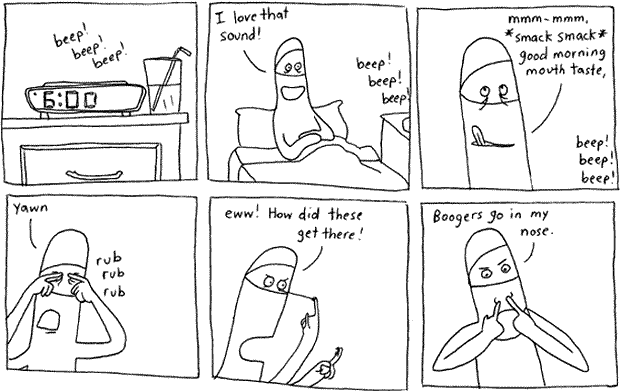 beep!
beep!
beep!
6:00
I love that
sound!
beep!
beep!
beep!
mmm-mmm,
*smack smack*
good morning
mouth taste,
beep!
beep!
beep!
Yawn
rub
rub
rub
eww! How did these
get there!
Boogers go in my
nose.